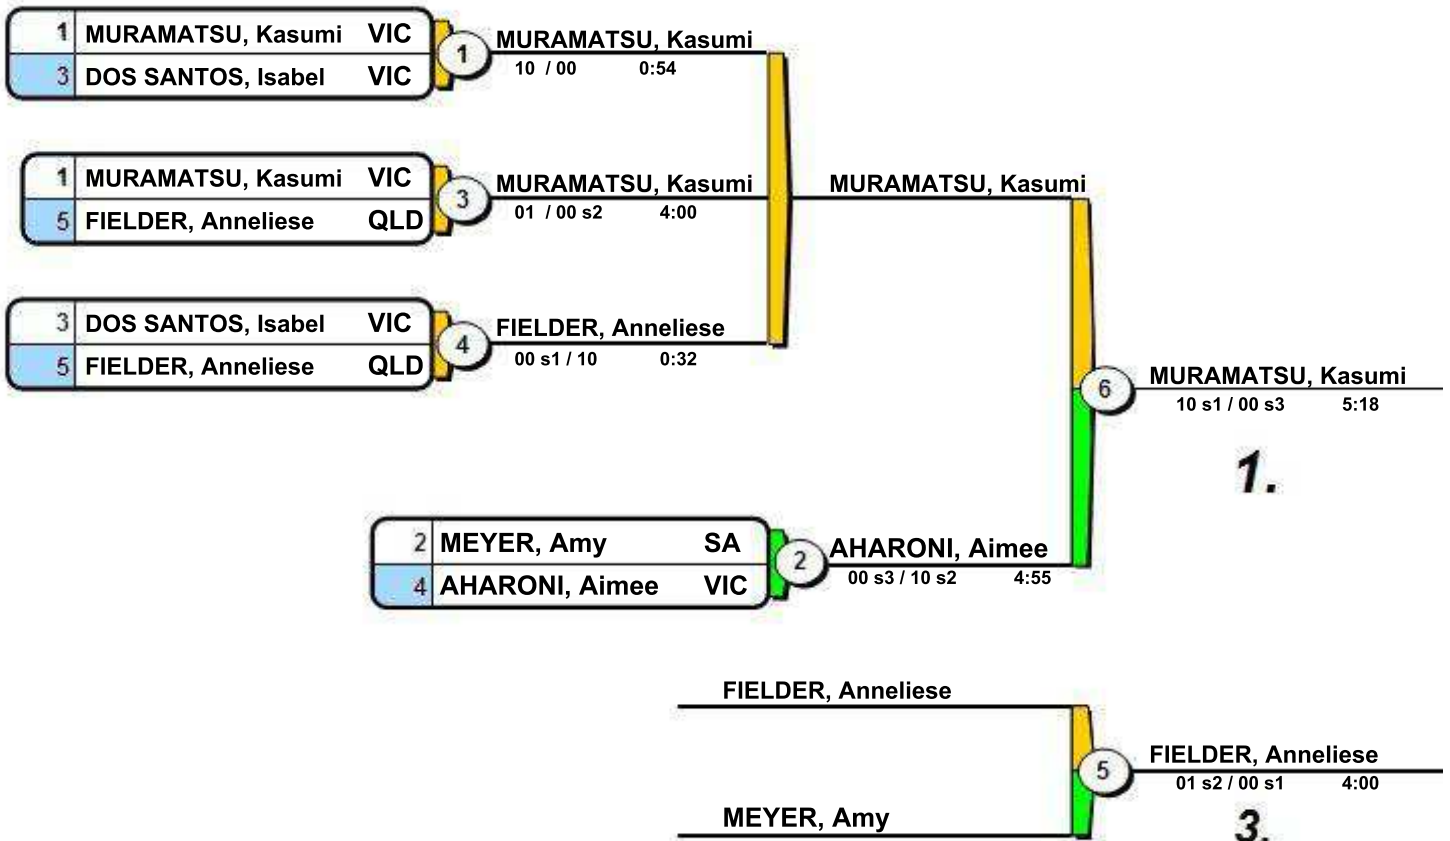 1 MURAMATSU, Kasumi VIC
3 DOS SANTOS, Isabel VIC
1
MURAMATSU, Kasumi
10 / 00 0:54
1 MURAMATSU, Kasumi VIC
5 FIELDER, Anneliese QLD
3
MURAMATSU, Kasumi
01 / 00 s2 4:00
MURAMATSU, Kasumi
3 DOS SANTOS, Isabel VIC
5 FIELDER, Anneliese QLD
4
FIELDER, Anneliese
00 s1 / 10 0:32
6
MURAMATSU, Kasumi
10 s1 / 00 s3 5:18
1.
2 MEYER, Amy SA
4 AHARONI, Aimee VIC
2
AHARONI, Aimee
00 s3 / 10 s2 4:55
FIELDER, Anneliese
MEYER, Amy
5
FIELDER, Anneliese
01 s2 / 00 s1 4:00
3.